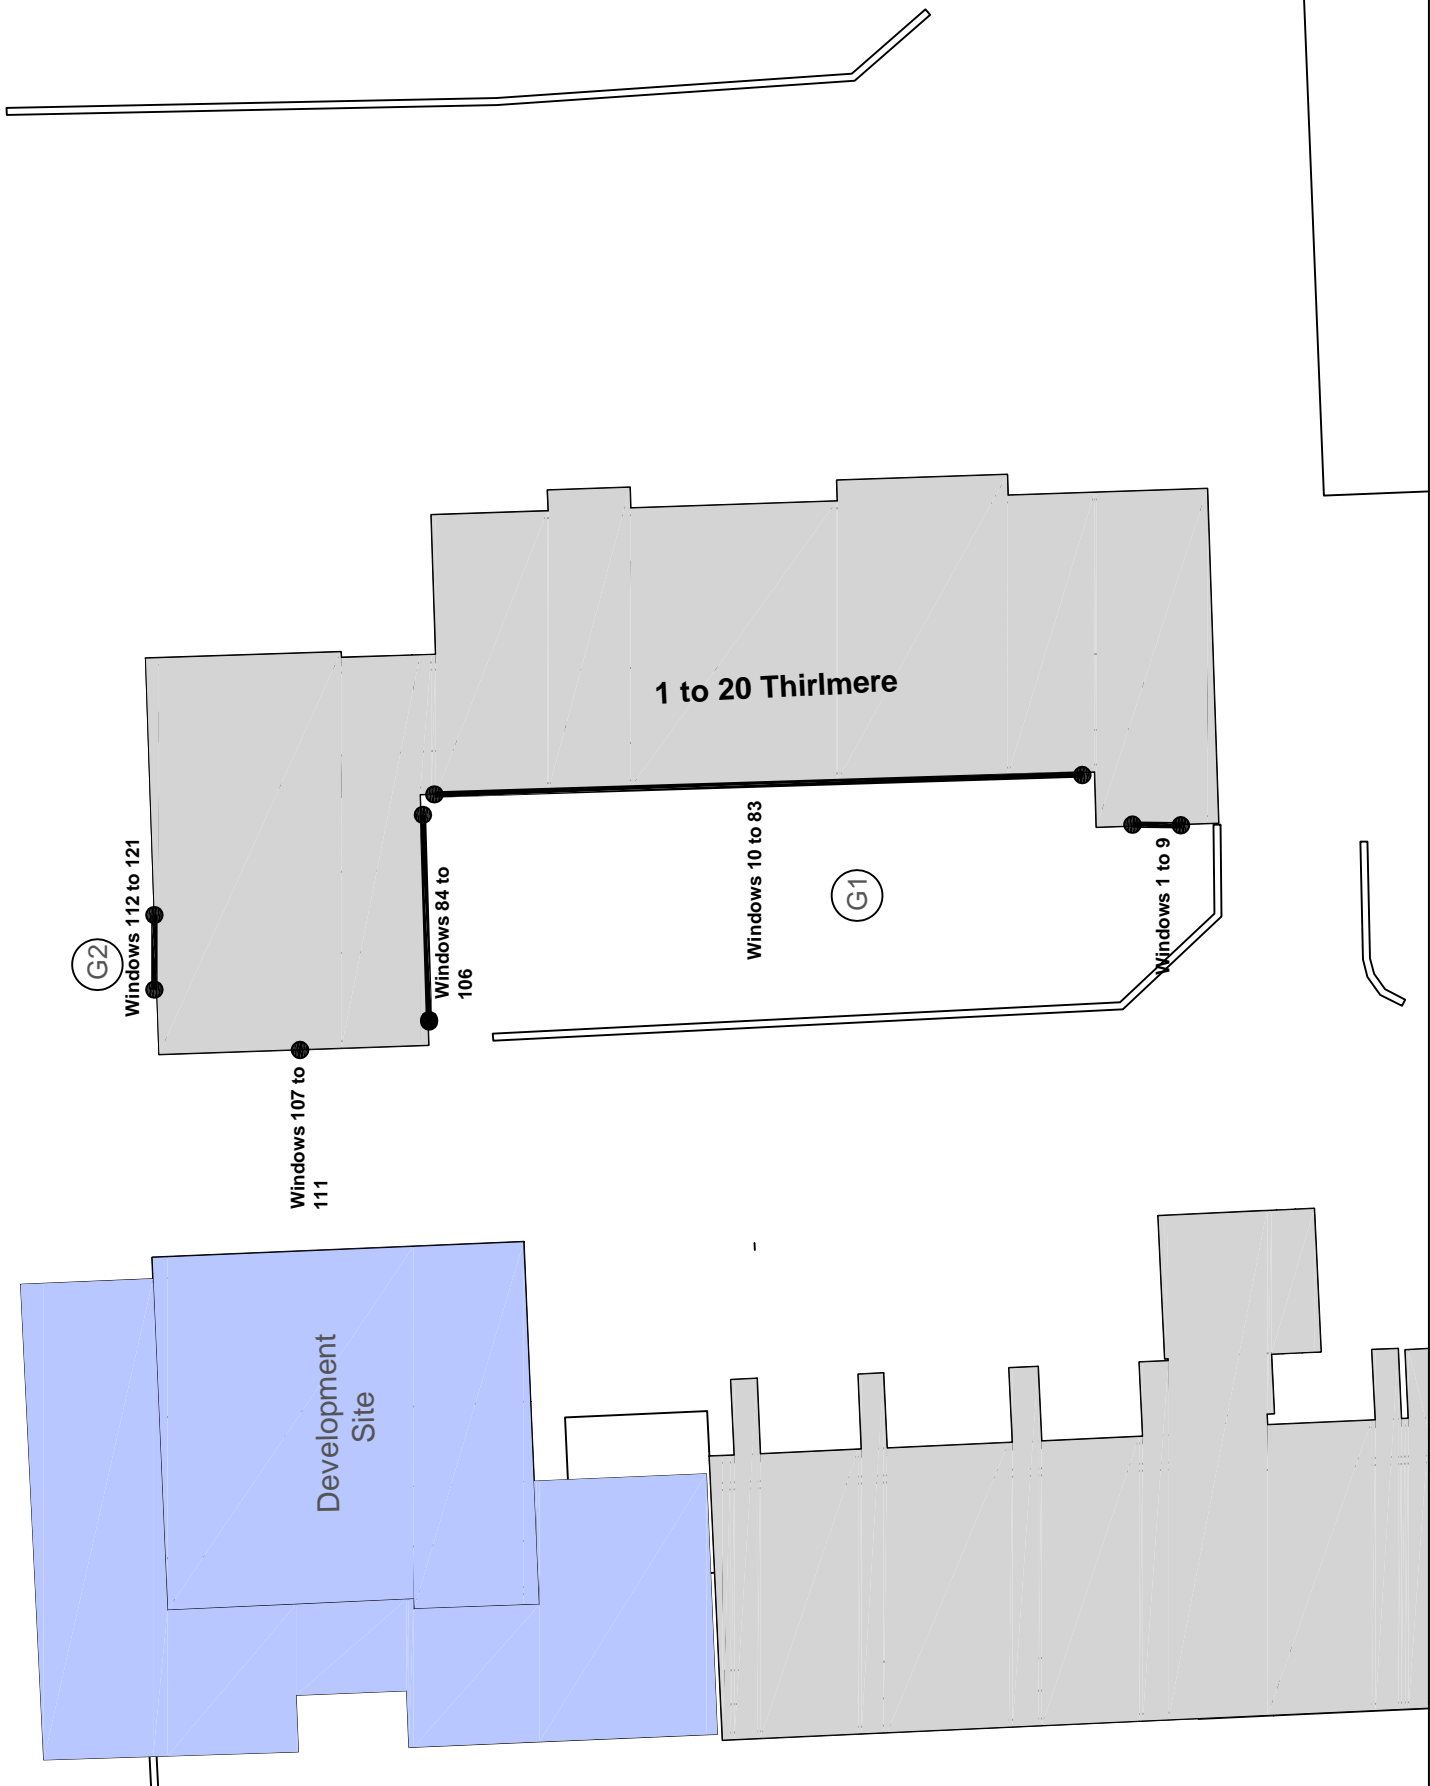 1 to 20 Thirlmere
Windows 112 to 121
G2
Windows 84 to
106
Windows 10 to 83
G1
Windows 1 to 9
Windows 107 to
111
Development
Site